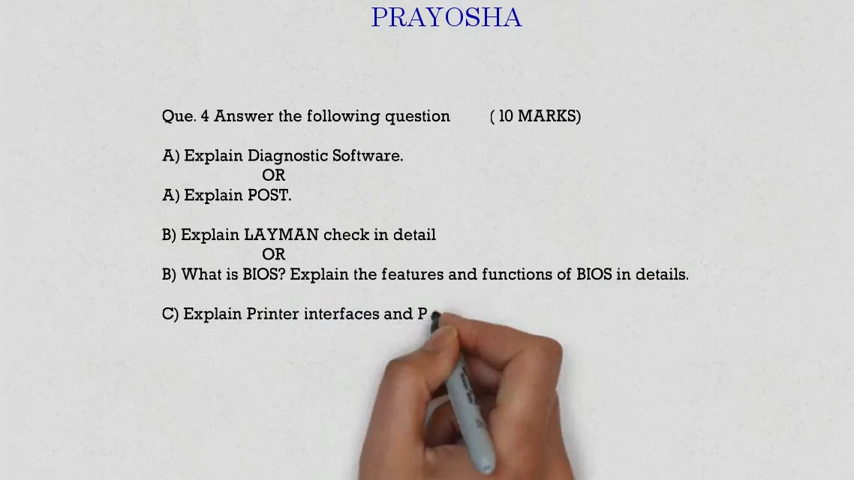 PRAYOSHA
Que. 4 Answer the following question ( 10 MARKS)
A) Explain Diagnostic Software.
OR
A) Explain POST.
B) Explain LAYMAN check in detail
OR
B) What is BIOS? Explain the features and functions of BIOS in details.
C) Explain Printer interfaces and P